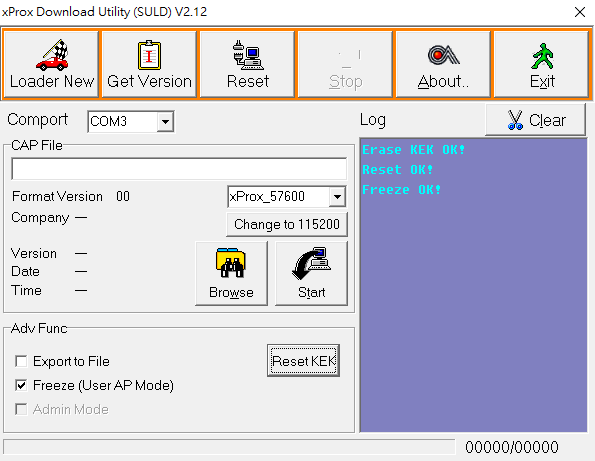 xProx Download Utility (SULD) V2.12
Loader New Get Version Reset Stop About.. Exit
Comport COM3 Log Clear
CAP File
Format Version 00 xProx_57600
Company — Change to 115200
Version —
Date —
Time —
Browse Start
Adv Func
Export to File Reset KEK
Freeze (User AP Mode)
Admin Mode
Erase KEK OK!
Reset OK!
Freeze OK!
00000/00000